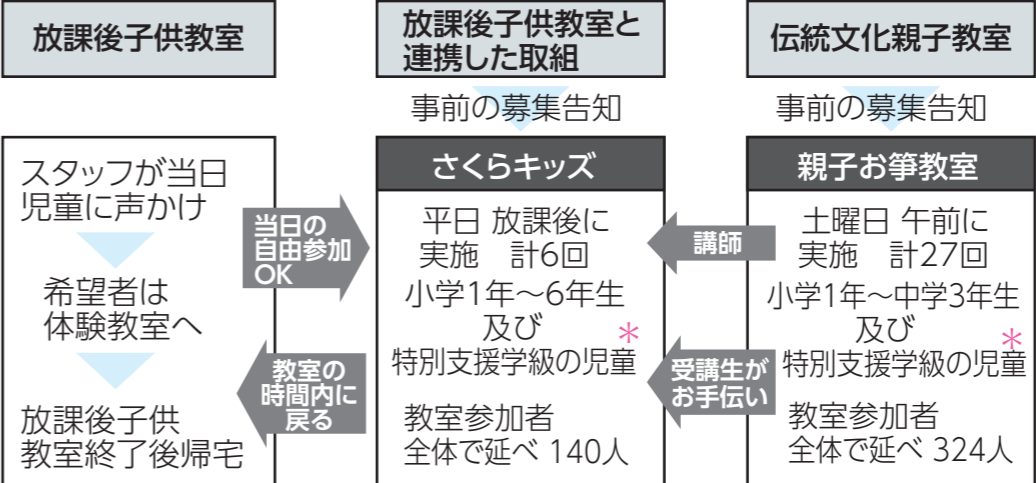 放課後子供教室
スタッフが当日
児童に声かけ
希望者は
体験教室へ
放課後子供
教室終了後帰宅
当日の
自由参加
OK
教室の
時間内に
戻る
放課後子供教室と
連携した取組
事前の募集告知
さくらキッズ
平日 放課後に
実施　計6回
小学1年～6年生
及び
＊
特別支援学級の児童
教室参加者
全体で延べ 140人
講師
受講生が
お手伝い
伝統文化親子教室
事前の募集告知
親子お箏教室
土曜日 午前に
実施　計27回
小学1年～中学3年生
及び
＊
特別支援学級の児童
教室参加者
全体で延べ 324人